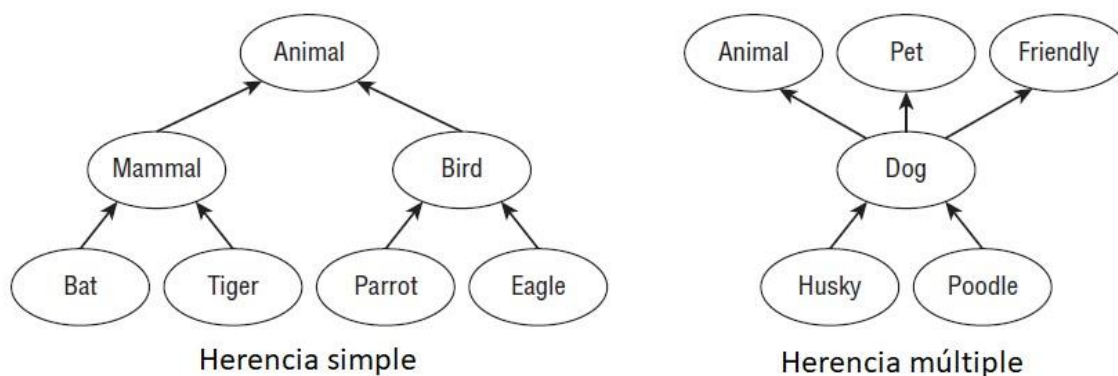 Animal
Mammal
Bird
Bat
Tiger
Parrot
Eagle
Herencia simple
Animal
Pet
Friendly
Dog
Husky
Poodle
Herencia múltiple